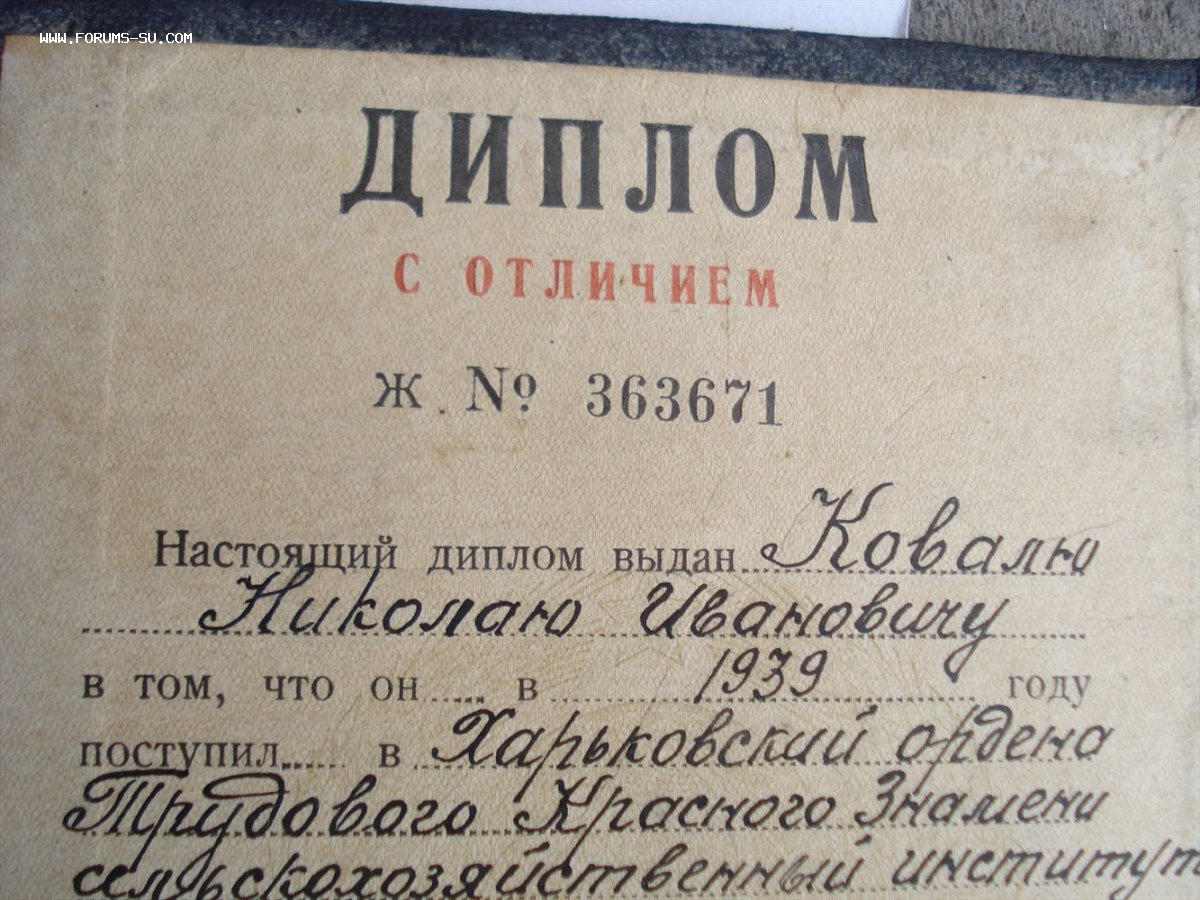 WWW.FORUMS-SU.COM
ДИПЛОМ
С ОТЛИЧИЕМ
Ж № 363671
Настоящий диплом выдан Ковалю
Николаю Ивановичу
в том, что он в 1939 году
поступил в Харьковский ордена
Трудового Красного Знамени
сельскохозяйственный институт